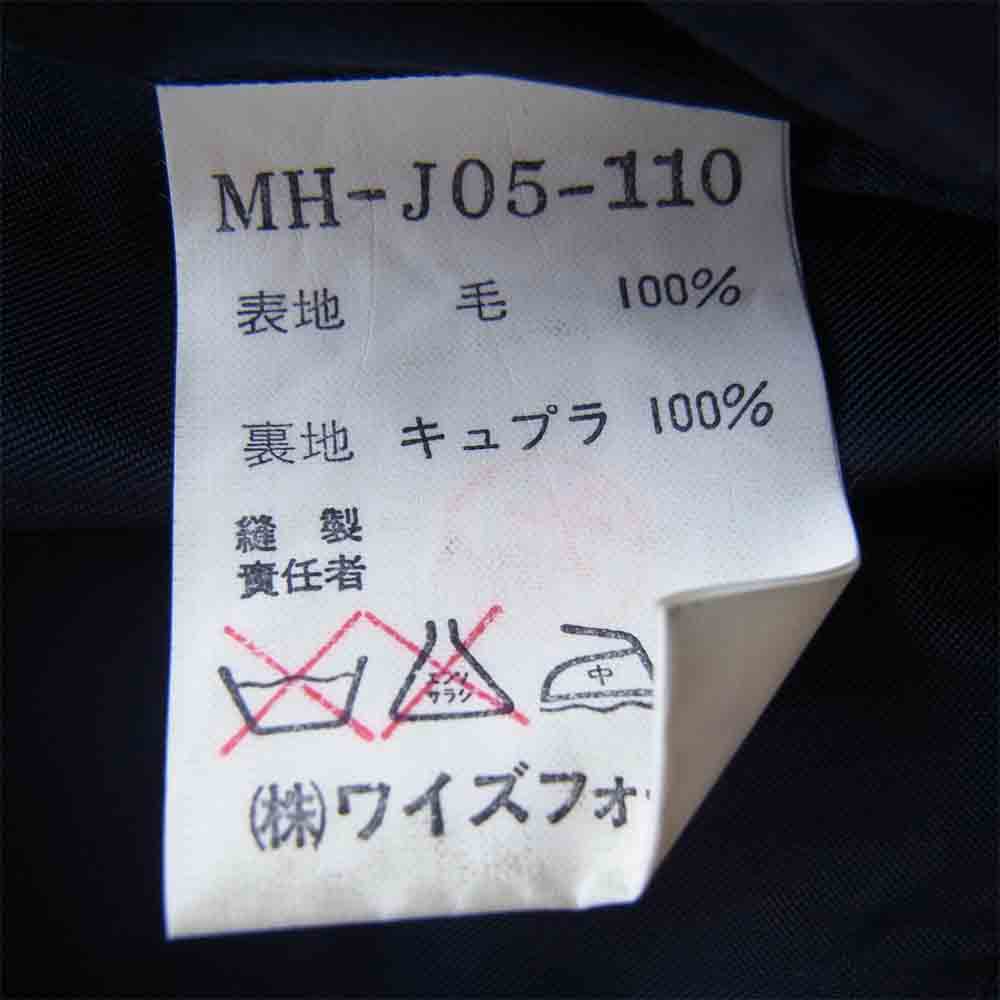 MH-J05-110
表地 毛 100%
裏地 キュプラ 100%
縫製
責任者
エンソ
サラシ
中
(株)ワイズフォ